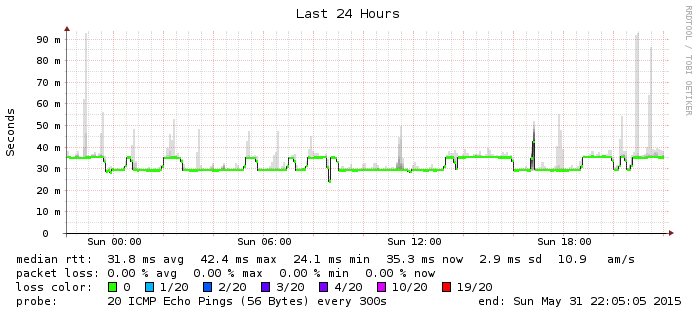 Last 24 Hours
RRDTOOL / TOBI OETIKER
Seconds
90 m
80 m
70 m
60 m
50 m
40 m
30 m
20 m
10 m
0
Sun 00:00 Sun 06:00 Sun 12:00 Sun 18:00
median rtt: 31.8 ms avg 42.4 ms max 24.1 ms min 35.3 ms now 2.9 ms sd 10.9 am/s
packet loss: 0.00 % avg 0.00 % max 0.00 % min 0.00 % now
loss color: 0 1/20 2/20 3/20 4/20 10/20 19/20
probe: 20 ICMP Echo Pings (56 Bytes) every 300s end: Sun May 31 22:05:05 2015